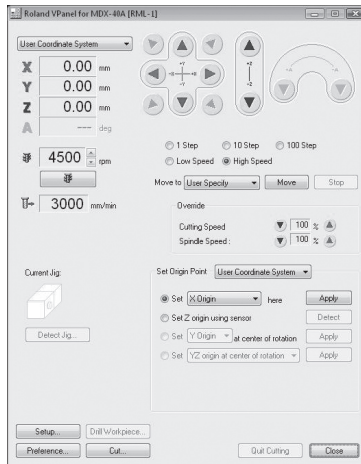 Roland VPanel for MDX-40A [RML-1]
User Coordinate System
X 0.00 mm
Y 0.00 mm
Z 0.00 mm
A --- deg
4500 rpm
3000 mm/min
+Y
-X +X
-Y
+Z
-Z
+A -A
1 Step 10 Step 100 Step
Low Speed High Speed
Move to User Specify Move Stop
Override
Cutting Speed 100 %
Spindle Speed : 100 %
Current Jig:
Detect Jig...
Set Origin Point User Coordinate System
Set X Origin here Apply
Set Z origin using sensor Detect
Set Y Origin at center of rotation Apply
Set YZ origin at center of rotation Apply
Setup... Drill Workpiece...
Preference... Cut... Quit Cutting Close